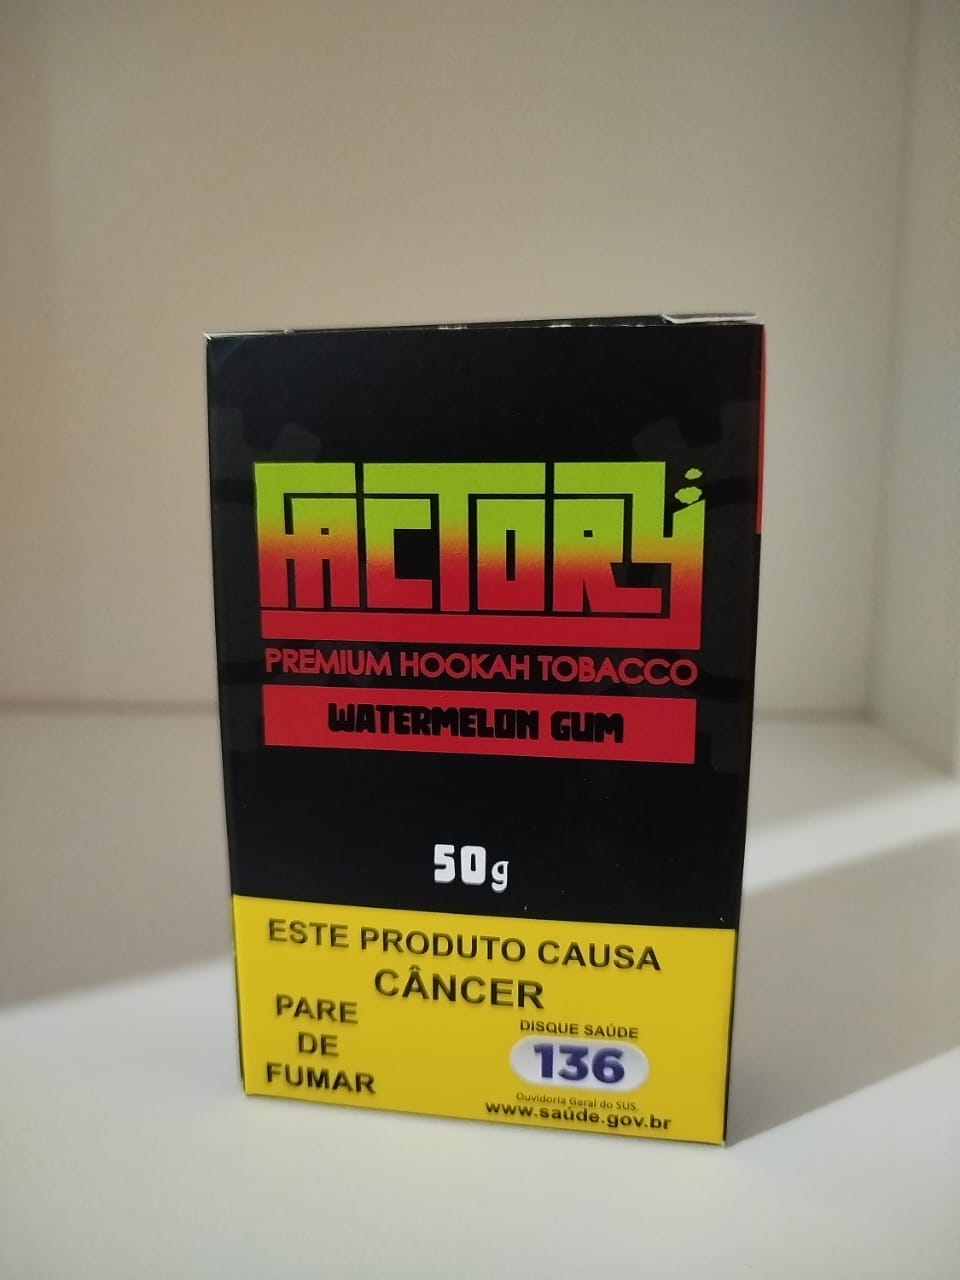 FACTORY
PREMIUM HOOKAH TOBACCO
WATERMELON GUM
50g
ESTE PRODUTO CAUSA
CÂNCER
PARE
DE
FUMAR
DISQUE SAÚDE
136
Ouvidoria Geral do SUS.
www.saúde.gov.br